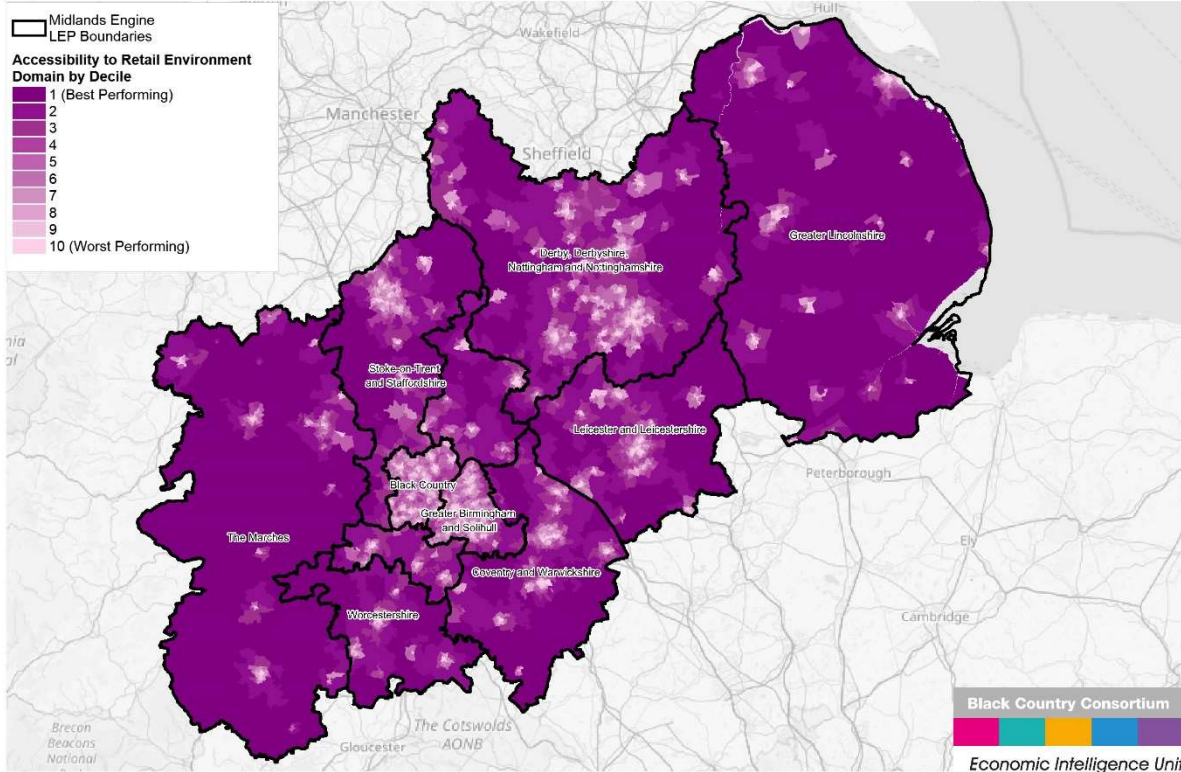 Midlands Engine
LEP Boundaries
Accessibility to Retail Environment
Domain by Decile
1 (Best Performing)
2
3
4
5
6
7
8
9
10 (Worst Performing)
Hull
Wakefield
Manchester
Sheffield
Greater Lincolnshire
Derby, Derbyshire,
Nottingham and Nottinghamshire
Stoke-on-Trent
and Staffordshire
Leicester and Leicestershire
Peterborough
Black Country
Greater Birmingham
and Solihull
The Marches
Ely
Coventry and Warwickshire
Worcestershire
Cambridge
The Cotswolds
AONB
Gloucester
Brecon
Beacons
National
Black Country Consortium
Economic Intelligence Unit